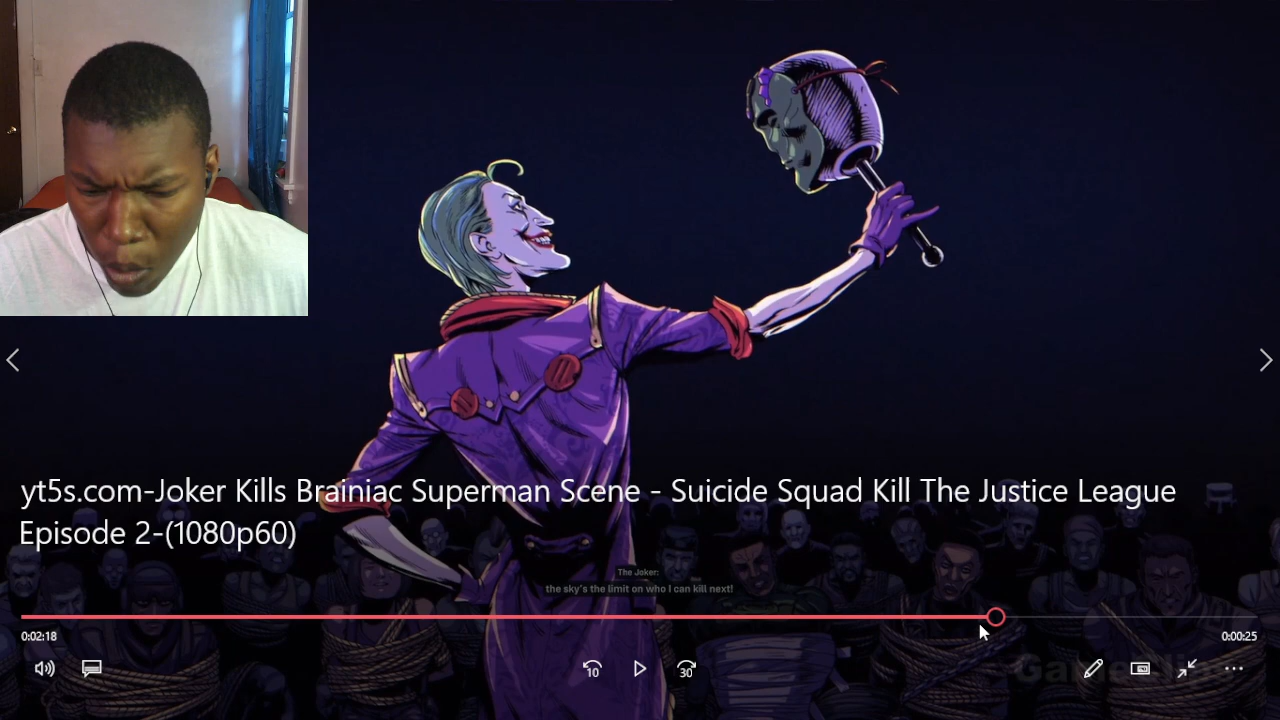 yt5s.com-Joker Kills Brainiac Superman Scene - Suicide Squad Kill The Justice League
Episode 2-(1080p60)
The Joker:
the sky's the limit on who I can kill next!
0:02:18
0:00:25
10
30